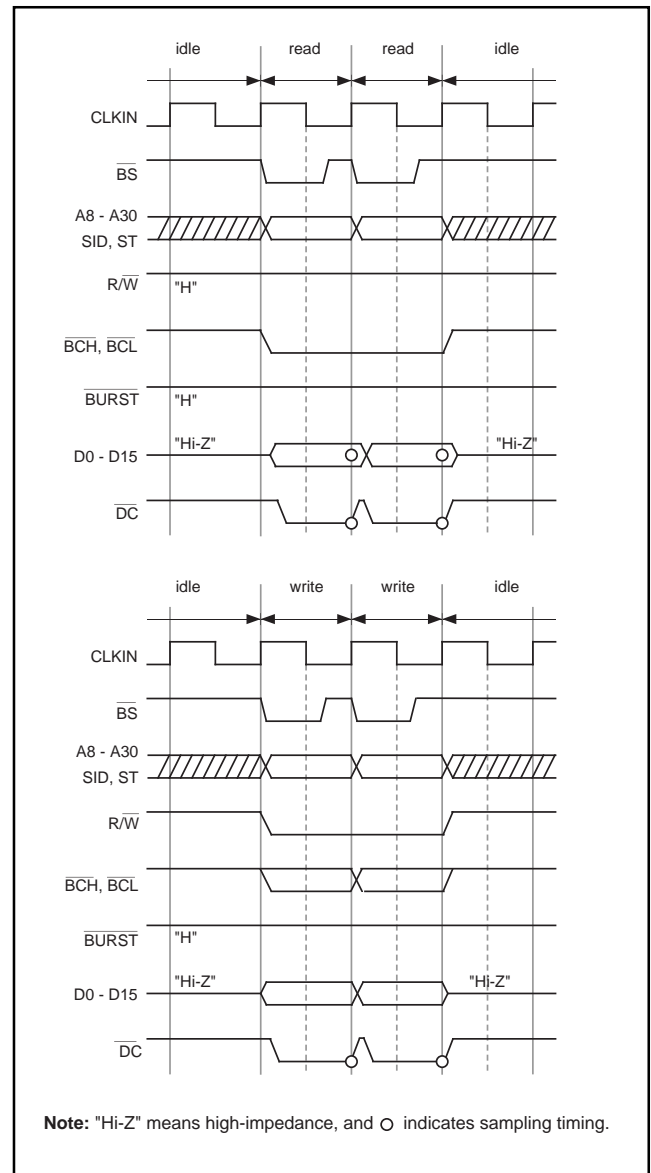 idle read read idle
CLKIN
BS
A8 - A30
SID, ST
R/W "H"
BCH, BCL
BURST "H"
D0 - D15 "Hi-Z" "Hi-Z"
DC
idle write write idle
CLKIN
BS
A8 - A30
SID, ST
R/W
BCH, BCL
BURST "H"
D0 - D15 "Hi-Z" "Hi-Z"
DC
Note: "Hi-Z" means high-impedance, and indicates sampling timing.